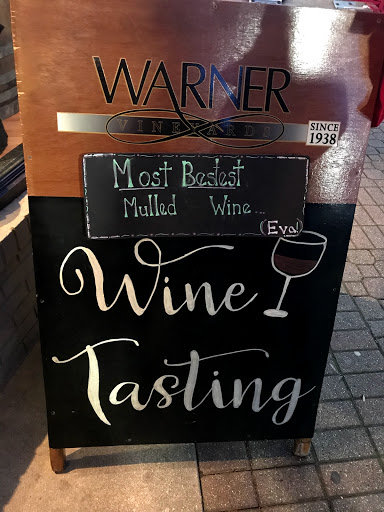 WARNER
VINEYARDS
SINCE
1938
Most Bestest
Mulled Wine...
(Eva!)
Wine
Tasting